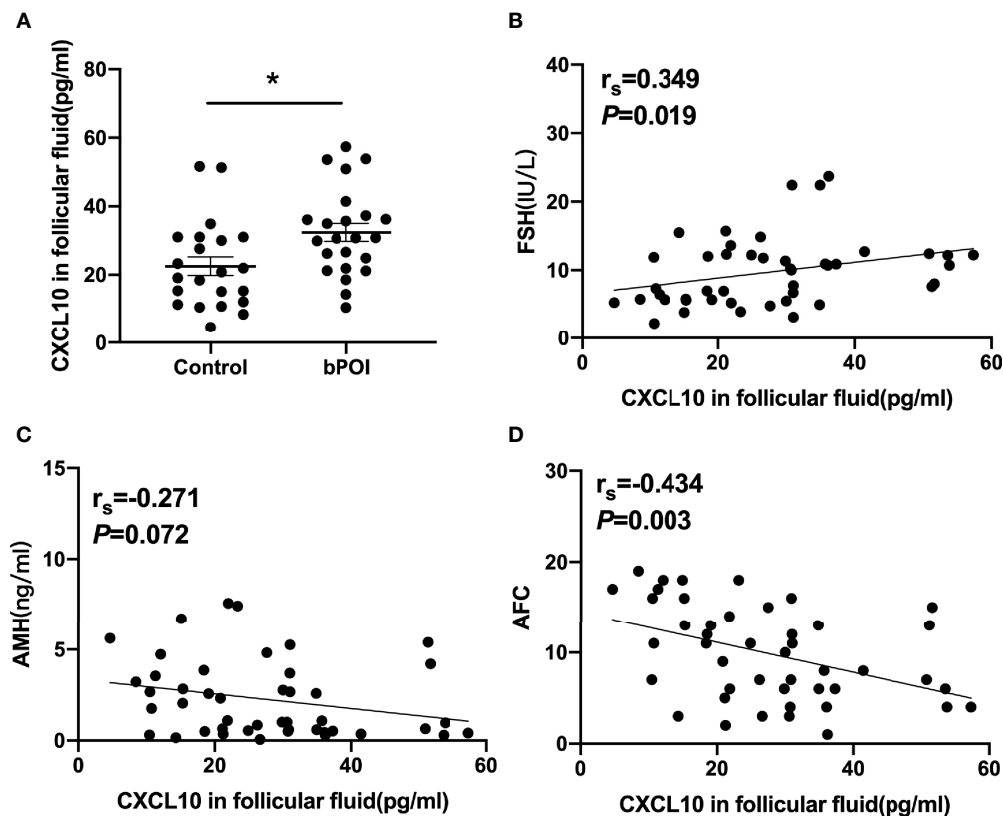 A
CXCL10 in follicular fluid(pg/ml)
80
60
40
20
0
*
Control
bPOI
B
FSH(IU/L)
40
30
20
10
0
rs=0.349
P=0.019
0
20
40
60
CXCL10 in follicular fluid(pg/ml)
C
AMH(ng/ml)
15
10
5
0
rs=-0.271
P=0.072
0
20
40
60
CXCL10 in follicular fluid(pg/ml)
D
AFC
30
20
10
0
rs=-0.434
P=0.003
0
20
40
60
CXCL10 in follicular fluid(pg/ml)